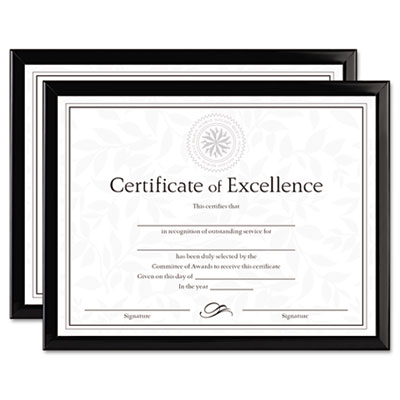 Certificate of Excellence
This certifies that
in recognition of outstanding service for
has been duly selected by the
Committee of Awards to receive this certificate
Given on this day of
In the year
Signature
Signature